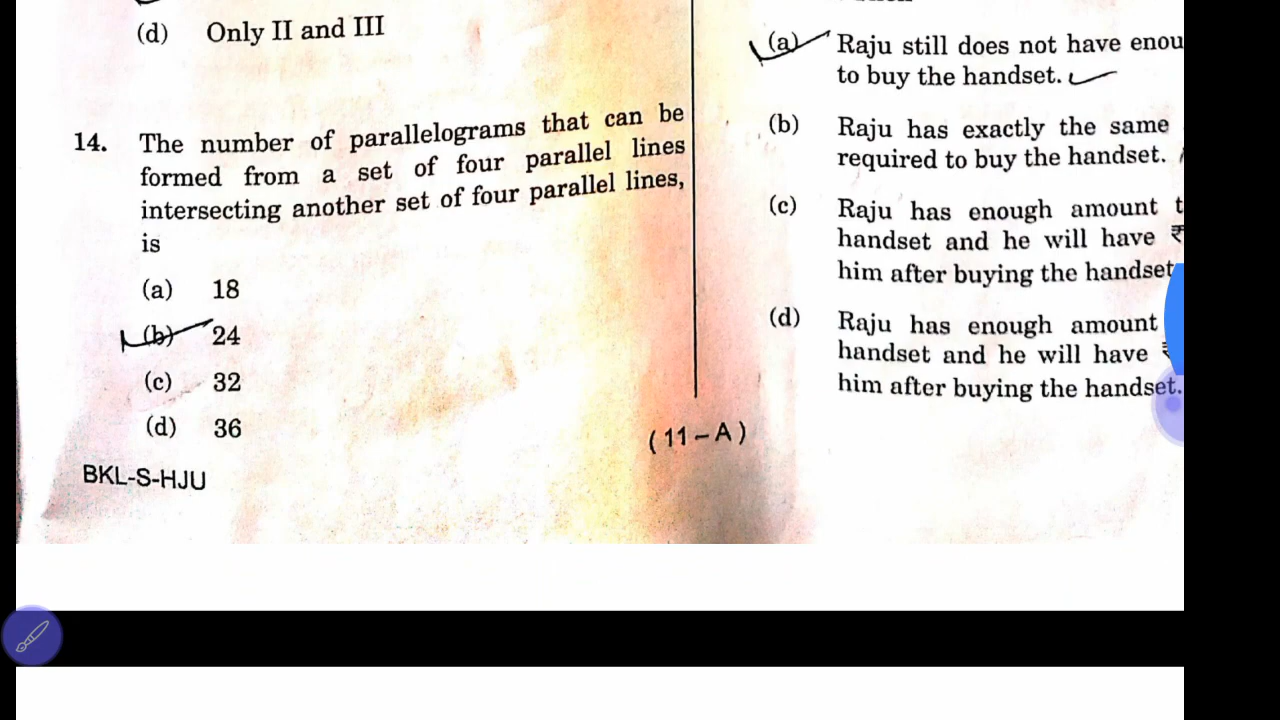 (d) Only II and III
14. The number of parallelograms that can be
formed from a set of four parallel lines
intersecting another set of four parallel lines,
is
(a) 18
(b) 24
(c) 32
(d) 36
BKL-S-HJU
(11–A)
(a) Raju still does not have enou
to buy the handset.
(b) Raju has exactly the same
required to buy the handset.
(c) Raju has enough amount t
handset and he will have ₹
him after buying the handset
(d) Raju has enough amount
handset and he will have ₹
him after buying the handset.